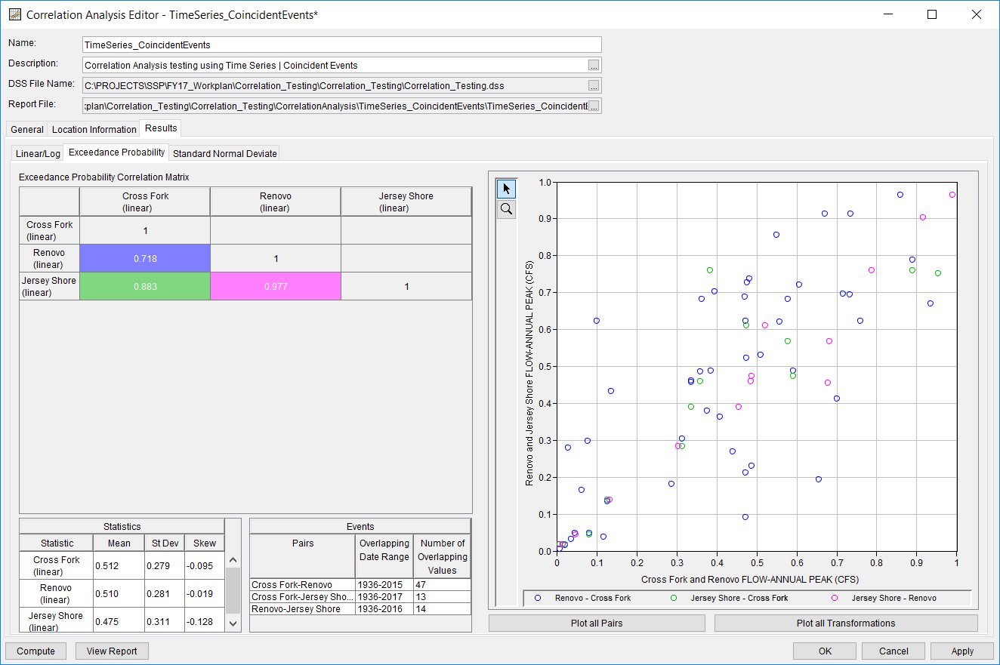 Correlation Analysis Editor - TimeSeries_CoincidentEvents*
Name:
TimeSeries_CoincidentEvents
Description:
Correlation Analysis testing using Time Series | Coincident Events
...
DSS File Name:
C:\PROJECTS\SSP\FY17_Workplan\Correlation_Testing\Correlation_Testing\Correlation_Testing.dss
...
Report File:
:plan\Correlation_Testing\Correlation_Testing\CorrelationAnalysis\TimeSeries_CoincidentEvents\TimeSeries_CoincidentE
...
General Location Information Results
Linear/Log Exceedance Probability Standard Normal Deviate
Exceedance Probability Correlation Matrix
Cross Fork (linear) Renovo (linear) Jersey Shore (linear)
Cross Fork (linear) 1
Renovo (linear) 0.718 1
Jersey Shore (linear) 0.883 0.977 1
Statistics
Statistic Mean St Dev Skew
Cross Fork (linear) 0.512 0.279 -0.095
Renovo (linear) 0.510 0.281 -0.019
Jersey Shore (linear) 0.475 0.311 -0.128
Events
Pairs Overlapping Date Range Number of Overlapping Values
Cross Fork-Renovo 1936-2015 47
Cross Fork-Jersey Sho... 1936-2017 13
Renovo-Jersey Shore 1936-2016 14
Renovo and Jersey Shore FLOW-ANNUAL PEAK (CFS)
1.0
0.9
0.8
0.7
0.6
0.5
0.4
0.3
0.2
0.1
0.0
0 0.1 0.2 0.3 0.4 0.5 0.6 0.7 0.8 0.9 1
Cross Fork and Renovo FLOW-ANNUAL PEAK (CFS)
Renovo - Cross Fork Jersey Shore - Cross Fork Jersey Shore - Renovo
Plot all Pairs Plot all Transformations
Compute View Report OK Cancel Apply